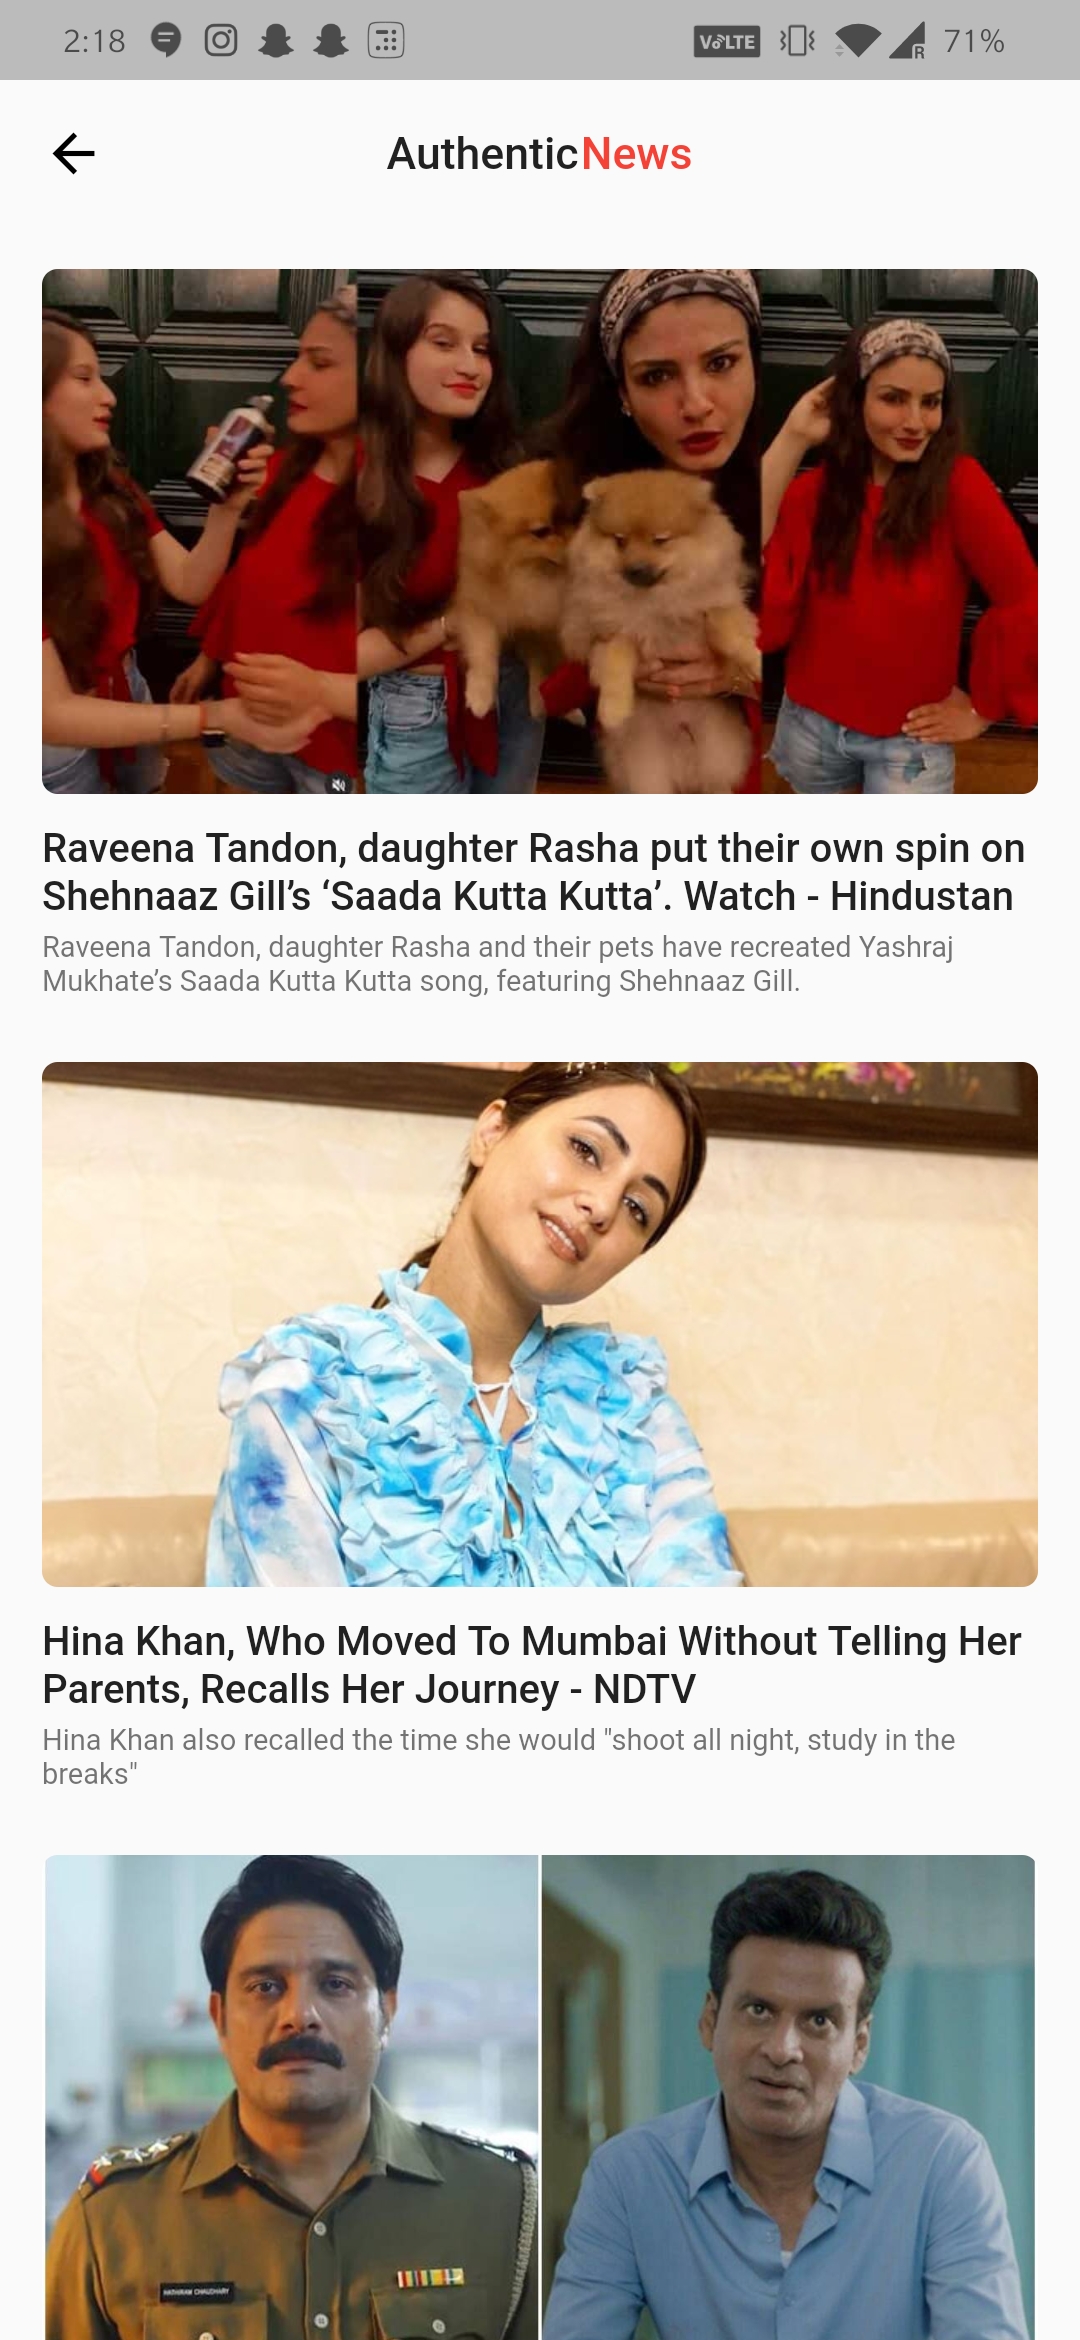 2:18
VoLTE
R
71%
AuthenticNews
Raveena Tandon, daughter Rasha put their own spin on
Shehnaaz Gill’s ‘Saada Kutta Kutta’. Watch - Hindustan
Raveena Tandon, daughter Rasha and their pets have recreated Yashraj
Mukhate’s Saada Kutta Kutta song, featuring Shehnaaz Gill.
Hina Khan, Who Moved To Mumbai Without Telling Her
Parents, Recalls Her Journey - NDTV
Hina Khan also recalled the time she would "shoot all night, study in the
breaks"
HATHIRAM CHAUDHARY